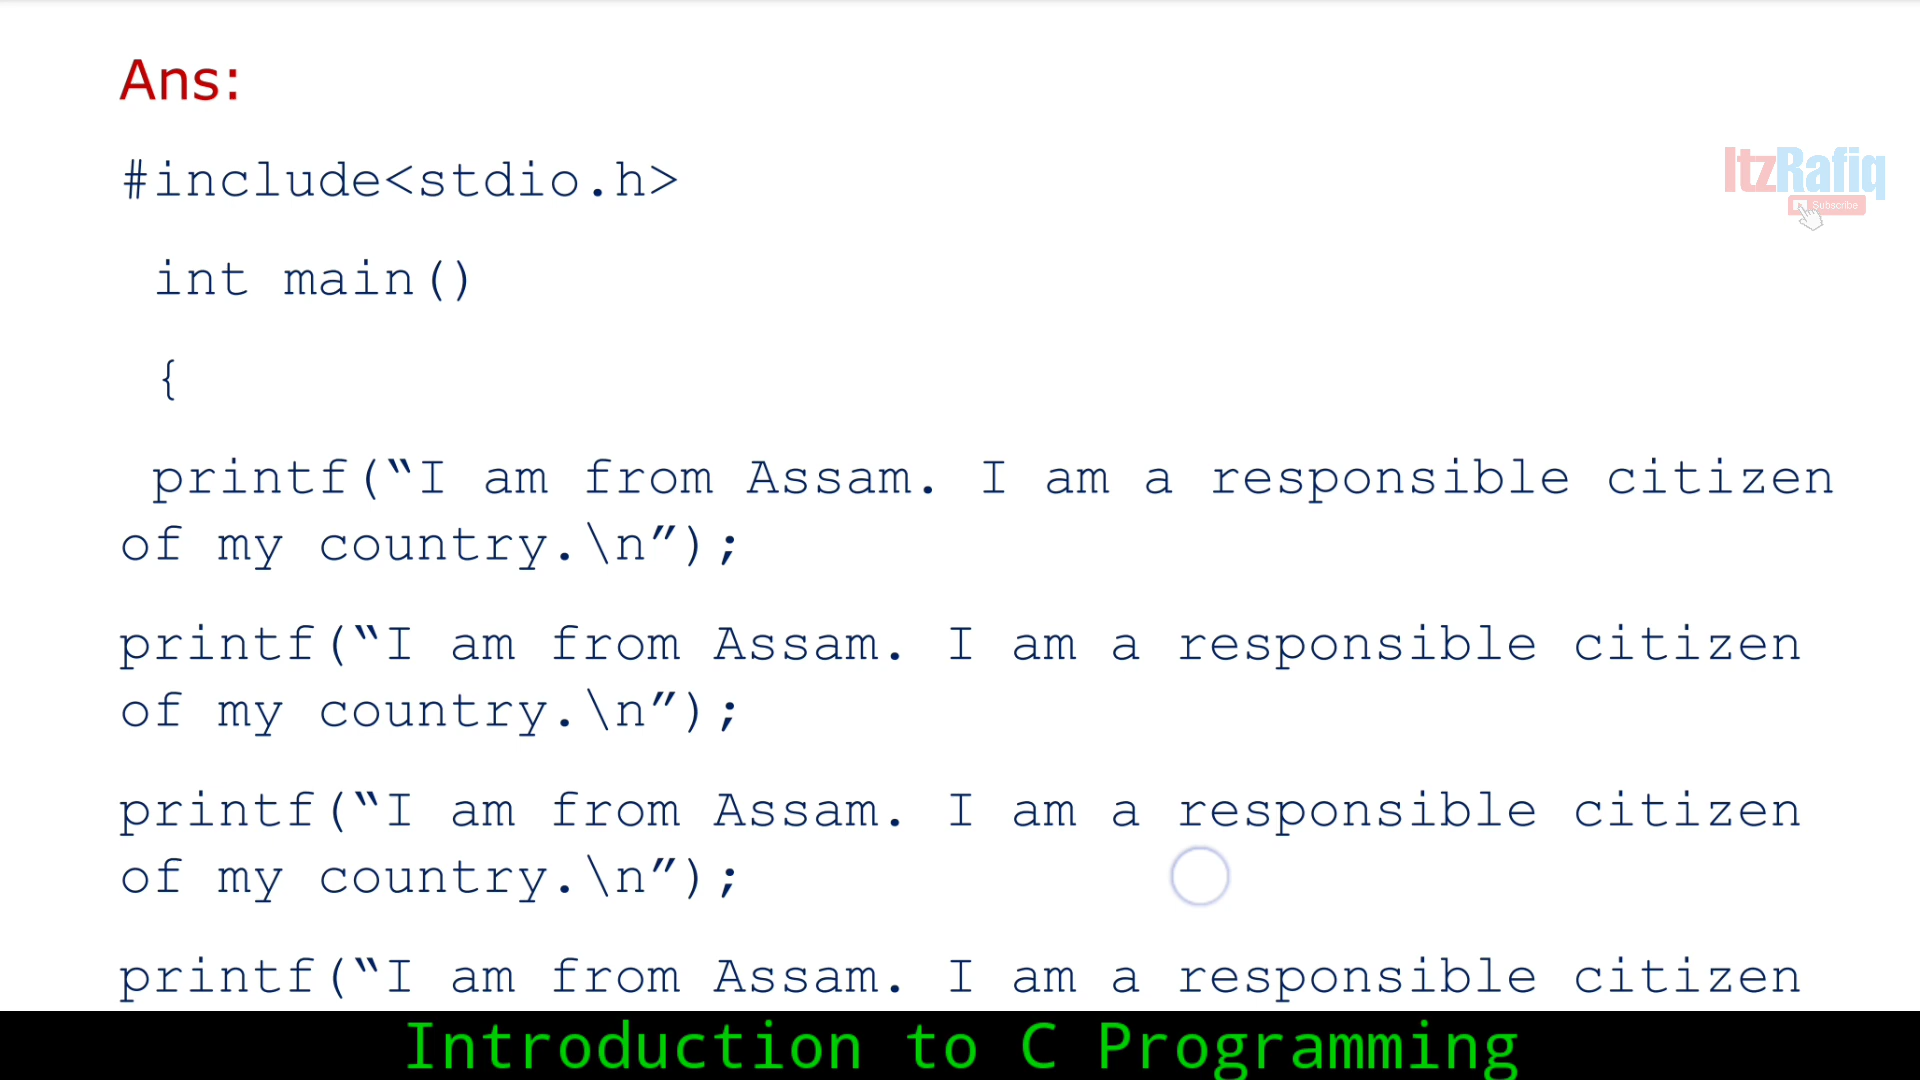 Ans:
#include<stdio.h>
ItzRafiq
Subscribe
int main()
{
printf(“I am from Assam. I am a responsible citizen
of my country.\n”);
printf(“I am from Assam. I am a responsible citizen
of my country.\n”);
printf(“I am from Assam. I am a responsible citizen
of my country.\n”);
printf(“I am from Assam. I am a responsible citizen
Introduction to C Programming